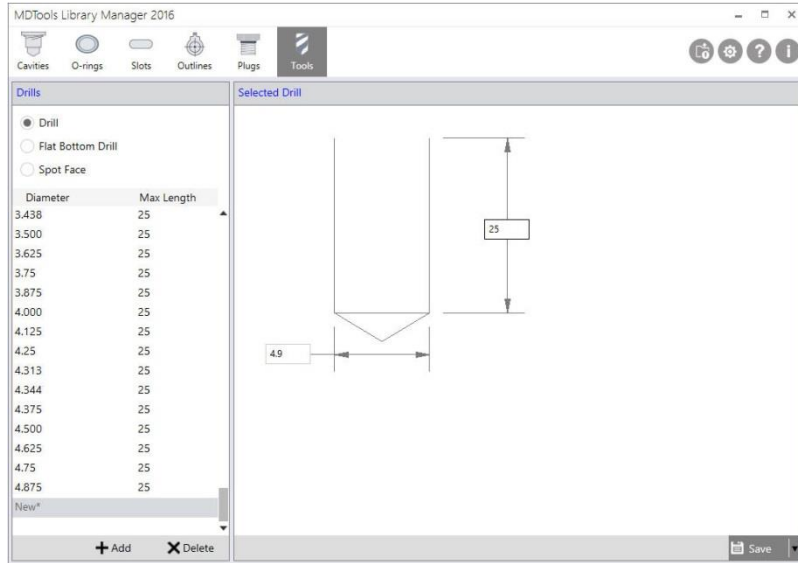 MDTools Library Manager 2016
Cavities O-rings Slots Outlines Plugs Tools
Drills
Selected Drill
Drill
Flat Bottom Drill
Spot Face
Diameter Max Length
3.438 25
3.500 25
3.625 25
3.75 25
3.875 25
4.000 25
4.125 25
4.25 25
4.313 25
4.344 25
4.375 25
4.500 25
4.625 25
4.75 25
4.875 25
New*
25
4.9
Add Delete
Save